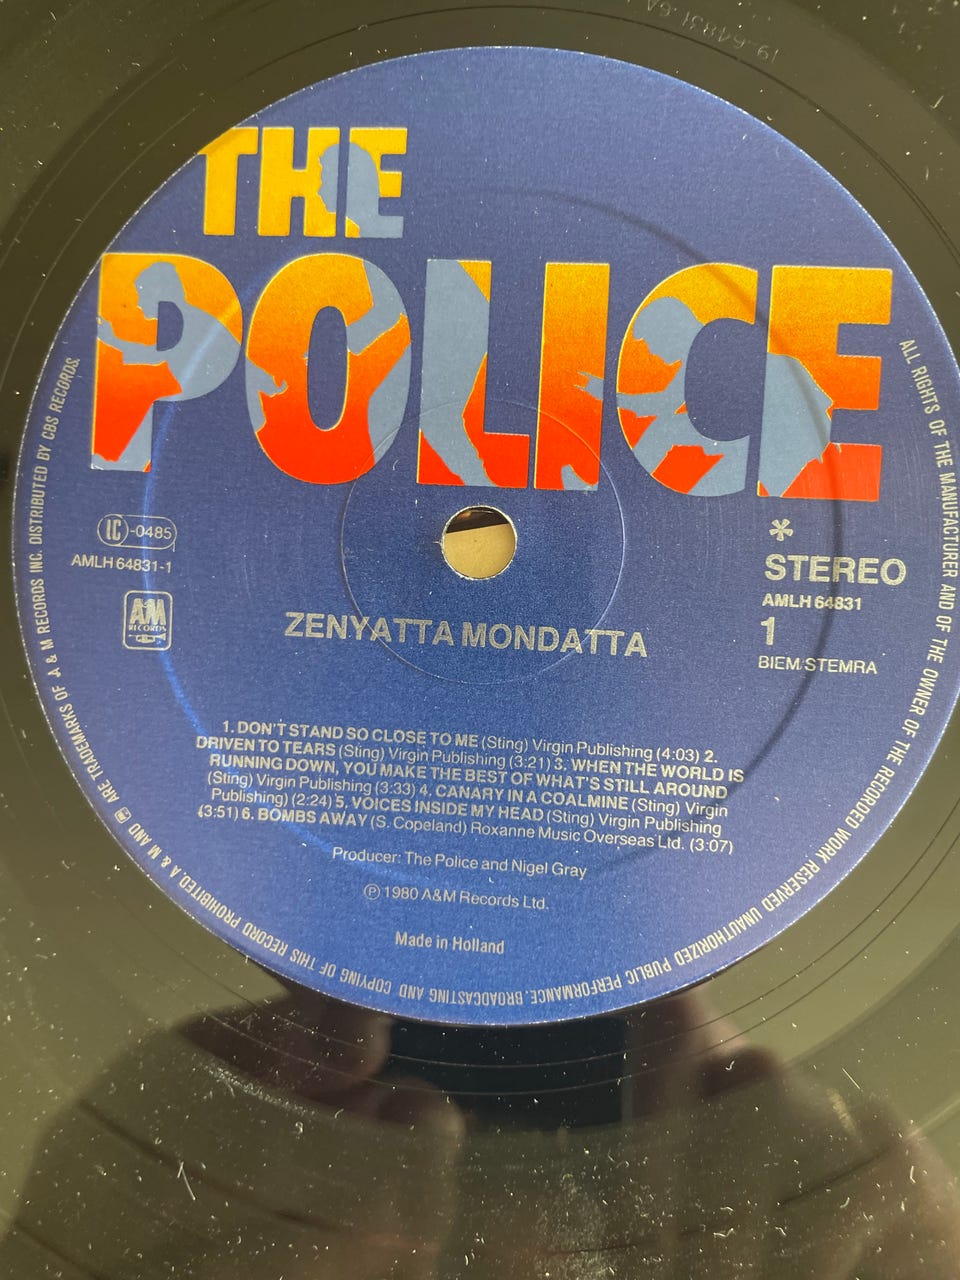 19-64831-6A
THE
POLICE
LC-0485
AMLH 64831-1
A&M
RECORDS
*
STEREO
AMLH 64831
1
BIEM/STEMRA
ZENYATTA MONDATTA
1. DON'T STAND SO CLOSE TO ME (Sting) Virgin Publishing (4:03) 2.
DRIVEN TO TEARS (Sting) Virgin Publishing (3:21) 3. WHEN THE WORLD IS
RUNNING DOWN, YOU MAKE THE BEST OF WHAT'S STILL AROUND
(Sting) Virgin Publishing (3:33) 4. CANARY IN A COALMINE (Sting) Virgin
Publishing) (2:24) 5. VOICES INSIDE MY HEAD (Sting) Virgin Publishing
(3:51) 6. BOMBS AWAY (S. Copeland) Roxanne Music Overseas Ltd. (3:07)
Producer: The Police and Nigel Gray
℗ 1980 A&M Records Ltd.
Made in Holland
ALL RIGHTS OF THE MANUFACTURER AND OF THE OWNER OF THE RECORDED WORK RESERVED UNAUTHORIZED PUBLIC PERFORMANCE. BROADCASTING AND COPYING OF THIS RECORD PROHIBITED. A & M AND ARE TRADEMARKS OF A & M RECORDS INC. DISTRIBUTED BY CBS RECORDS.